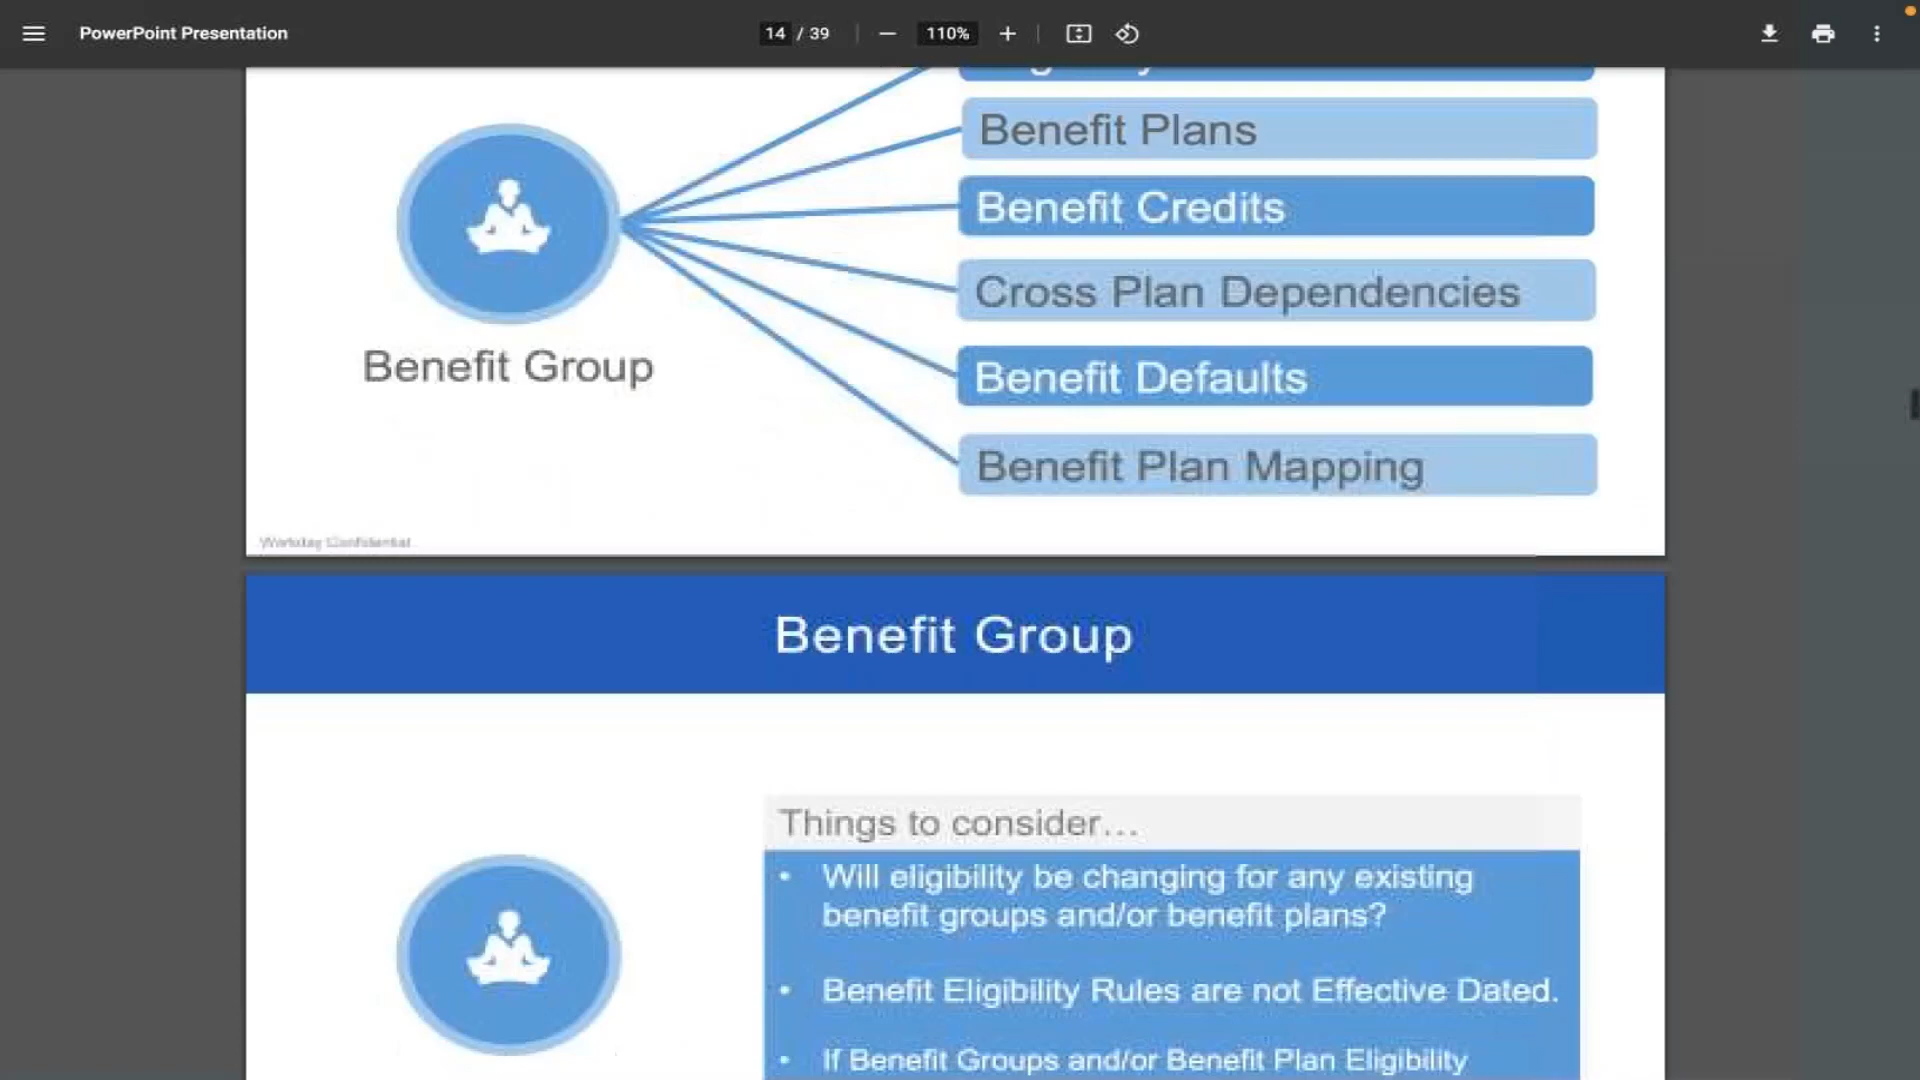 PowerPoint Presentation
14 / 39
110%
Benefit Plans
Benefit Credits
Cross Plan Dependencies
Benefit Defaults
Benefit Plan Mapping
Benefit Group
Workday Confidential
Benefit Group
Things to consider...
• Will eligibility be changing for any existing
benefit groups and/or benefit plans?
• Benefit Eligibility Rules are not Effective Dated.
• If Benefit Groups and/or Benefit Plan Eligibility